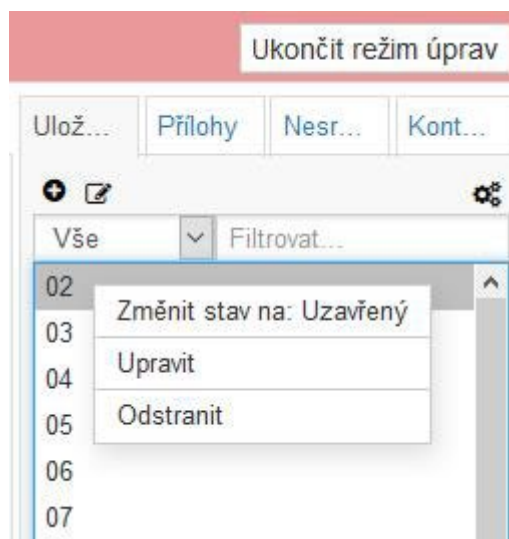 Ukončit režim úprav
Ulož... Přílohy Nesr... Kont...
Vše Filtrovat...
02
Změnit stav na: Uzavřený
03
Upravit
04
Odstranit
05
06
07